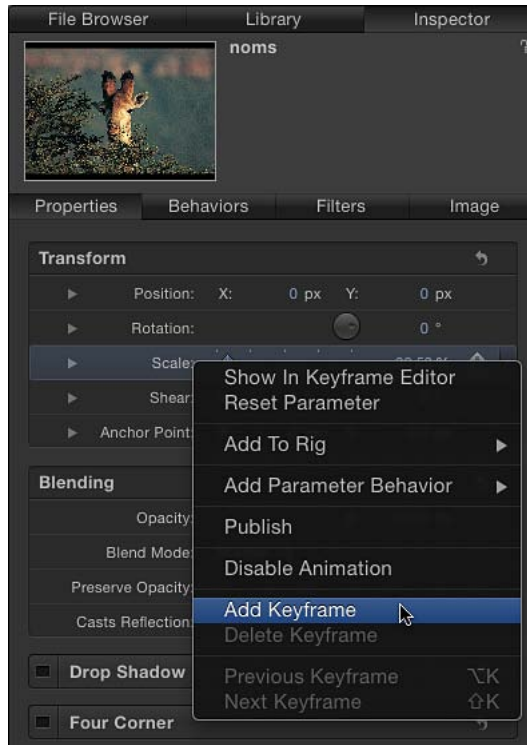 File Browser Library Inspector
noms
Properties Behaviors Filters Image
Transform
Position: X: 0 px Y: 0 px
Rotation: 0 °
Scale:
Shear:
Anchor Point:
Blending
Opacity:
Blend Mode:
Preserve Opacity:
Casts Reflection:
Drop Shadow
Four Corner
Show In Keyframe Editor
Reset Parameter
Add To Rig
Add Parameter Behavior
Publish
Disable Animation
Add Keyframe
Delete Keyframe
Previous Keyframe ⌥K
Next Keyframe ⇧K